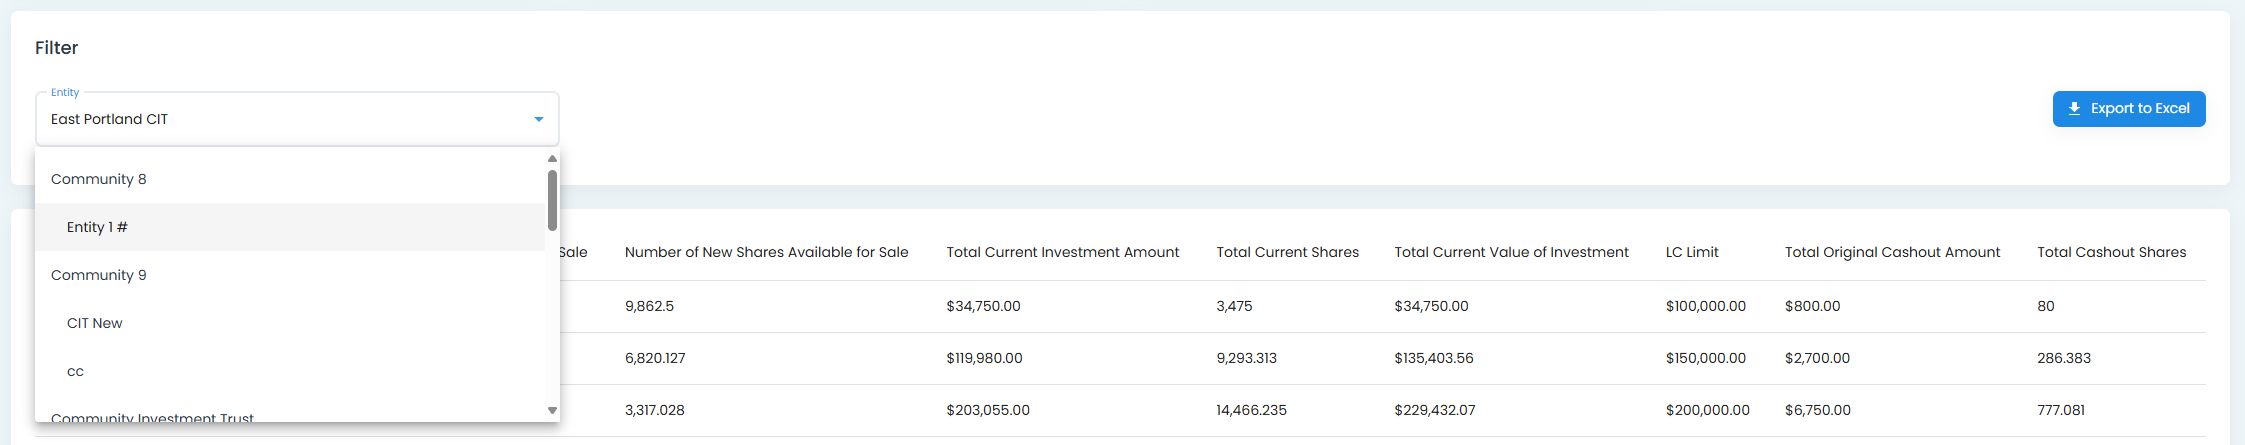 Filter
Entity
East Portland CIT
Export to Excel
Community 8
Entity 1 #
Community 9
CIT New
cc
Community Investment Trust
Sale Number of New Shares Available for Sale Total Current Investment Amount Total Current Shares Total Current Value of Investment LC Limit Total Original Cashout Amount Total Cashout Shares
9,862.5 $34,750.00 3,475 $34,750.00 $100,000.00 $800.00 80
6,820.127 $119,980.00 9,293.313 $135,403.56 $150,000.00 $2,700.00 286.383
3,317.028 $203,055.00 14,466.235 $229,432.07 $200,000.00 $6,750.00 777.081